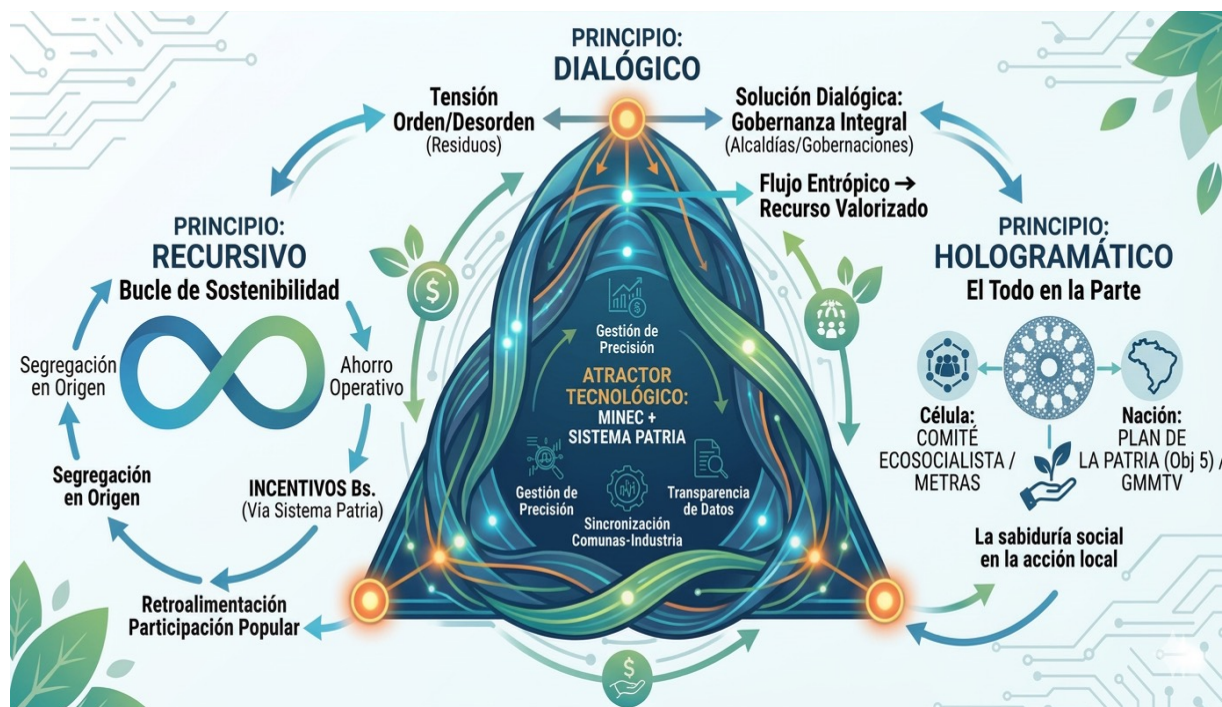 PRINCIPIO:
DIALÓGICO
Tensión
Orden/Desorden
(Residuos)
Solución Dialógica:
Gobernanza Integral
(Alcaldías/Gobernaciones)
Flujo Entrópico →
Recurso Valorizado
PRINCIPIO:
RECURSIVO
Bucle de Sostenibilidad
Segregación
en Origen
Ahorro
Operativo
Segregación
en Origen
INCENTIVOS Bs.
(Vía Sistema Patria)
Retroalimentación
Participación Popular
$
Gestión de
Precisión
ATRACTOR
TECNOLÓGICO:
MINEC +
SISTEMA PATRIA
Gestión de
Precisión
Sincronización
Comunas-Industria
Transparencia
de Datos
$
PRINCIPIO:
HOLOGRAMÁTICO
El Todo en la Parte
Célula:
COMITÉ
ECOSOCIALISTA /
METRAS
Nación:
PLAN DE
LA PATRIA (Obj 5) /
GMMTV
La sabiduría social
en la acción local